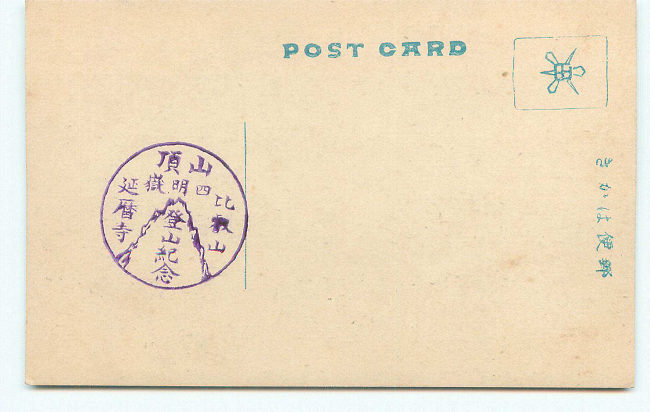 POST CARD
きかは便郵
山頂
四明嶽
比叡山
延暦寺
登山紀念